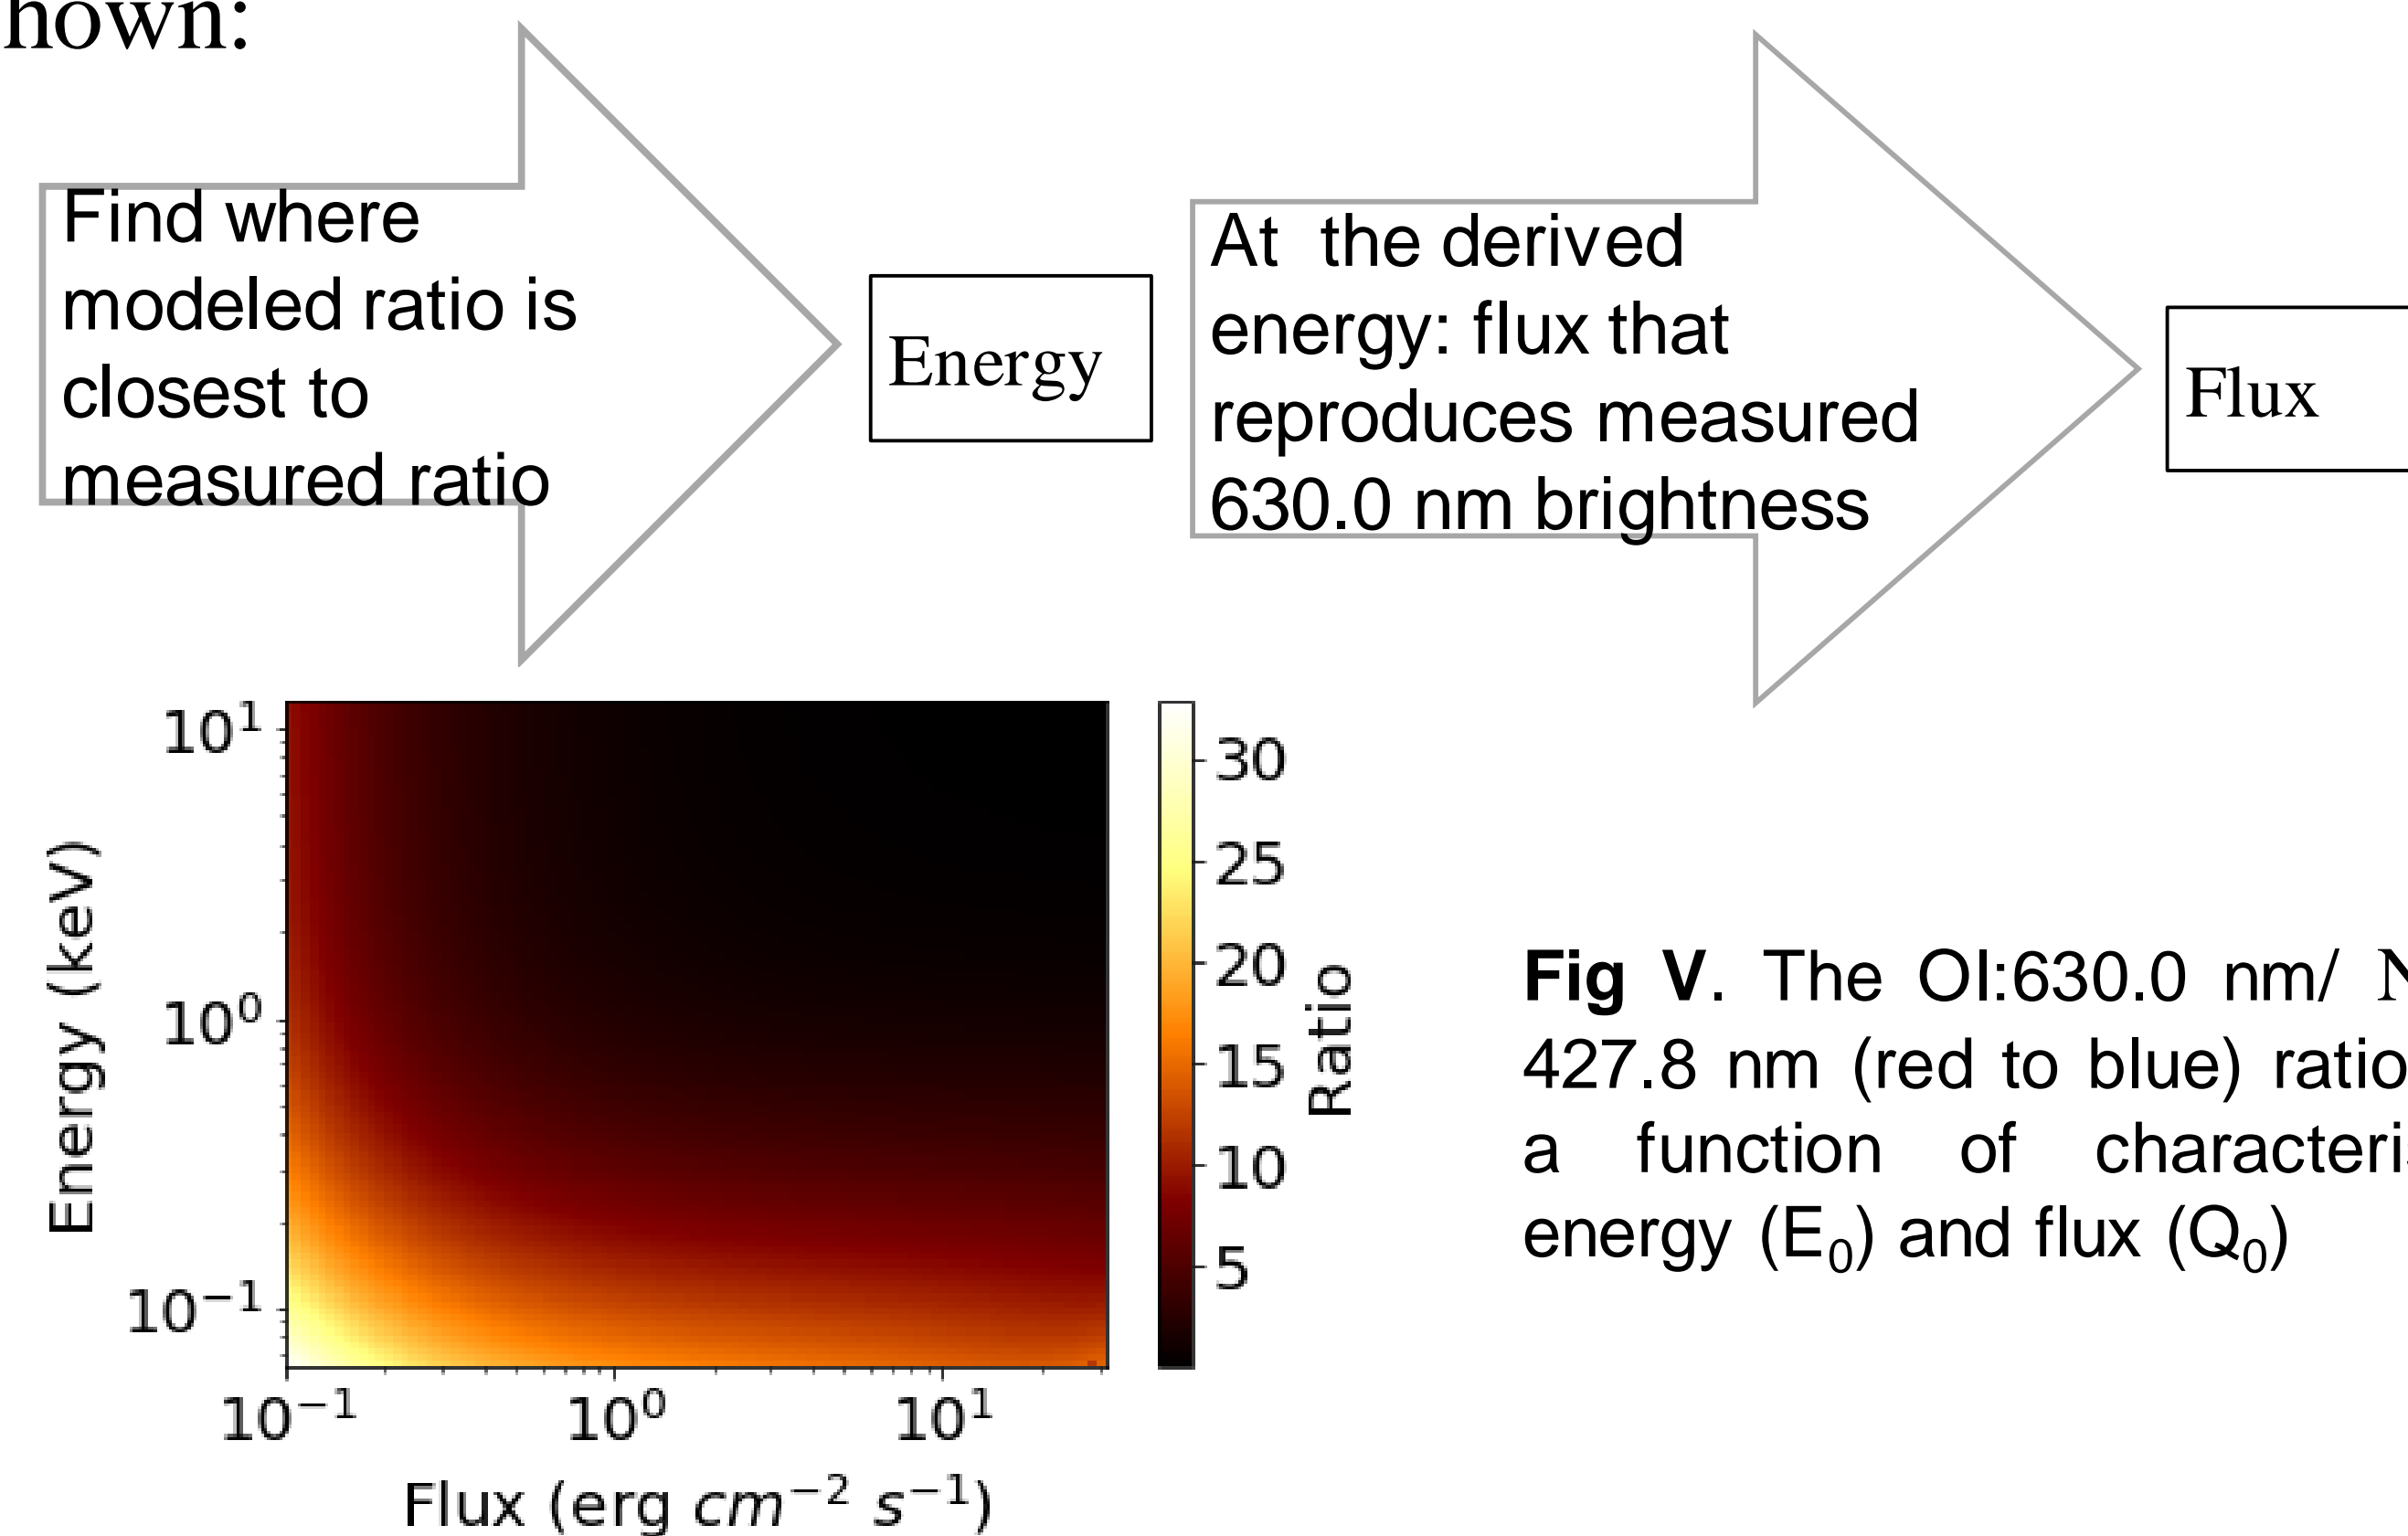 hown:
Find where
modeled ratio is
closest to
measured ratio
Energy
At the derived
energy: flux that
reproduces measured
630.0 nm brightness
Flux
10¹
10⁰
10⁻¹
Energy (keV)
10⁻¹ 10⁰ 10¹
Flux (erg cm⁻² s⁻¹)
30
25
20
15
10
5
Ratio
Fig V. The OI:630.0 nm/ N
427.8 nm (red to blue) ratio
a function of characteri
energy (E₀) and flux (Q₀)